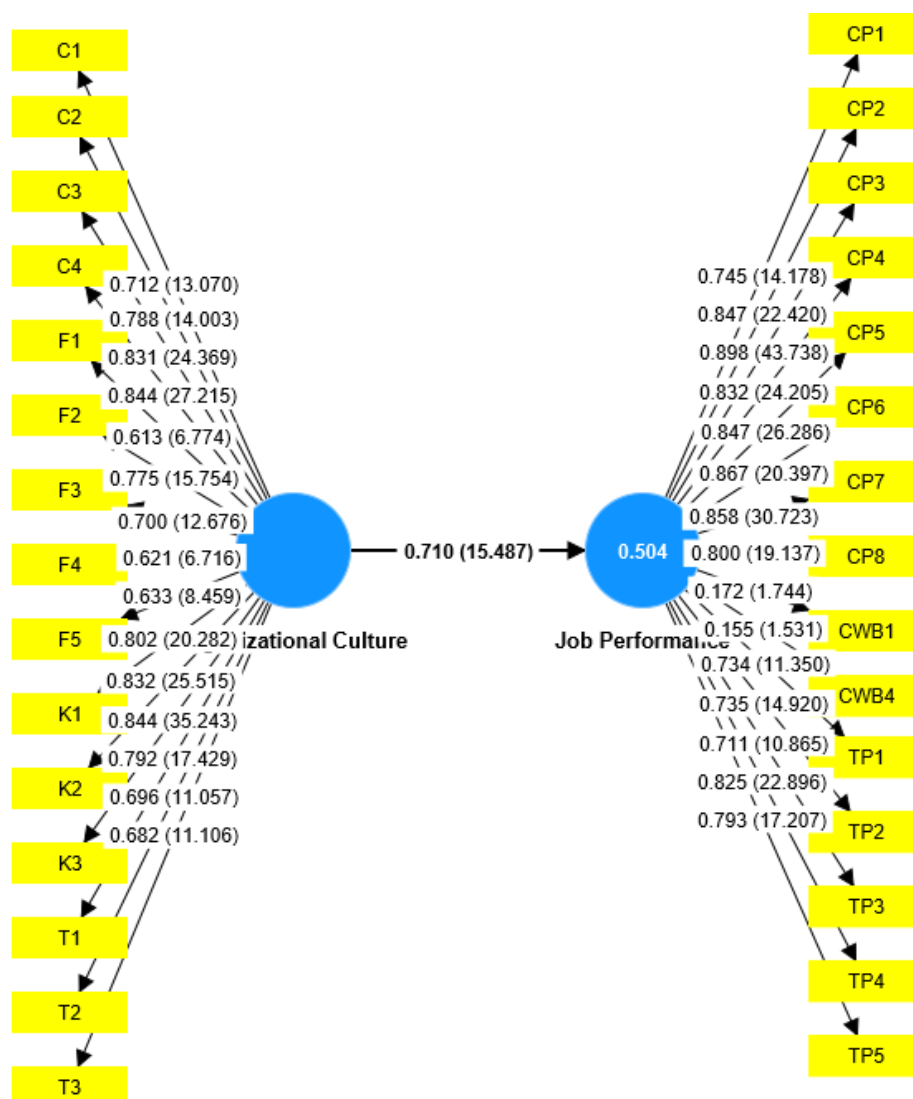 C1
C2
C3
C4
F1
F2
F3
F4
F5
K1
K2
K3
T1
T2
T3
0.712 (13.070)
0.788 (14.003)
0.831 (24.369)
0.844 (27.215)
0.613 (6.774)
0.775 (15.754)
0.700 (12.676)
0.621 (6.716)
0.633 (8.459)
0.802 (20.282)
0.832 (25.515)
0.844 (35.243)
0.792 (17.429)
0.696 (11.057)
0.682 (11.106)
izational Culture
0.710 (15.487)
0.504
Job Performance
0.745 (14.178)
0.847 (22.420)
0.898 (43.738)
0.832 (24.205)
0.847 (26.286)
0.867 (20.397)
0.858 (30.723)
0.800 (19.137)
0.172 (1.744)
0.155 (1.531)
0.734 (11.350)
0.735 (14.920)
0.711 (10.865)
0.825 (22.896)
0.793 (17.207)
CP1
CP2
CP3
CP4
CP5
CP6
CP7
CP8
CWB1
CWB4
TP1
TP2
TP3
TP4
TP5